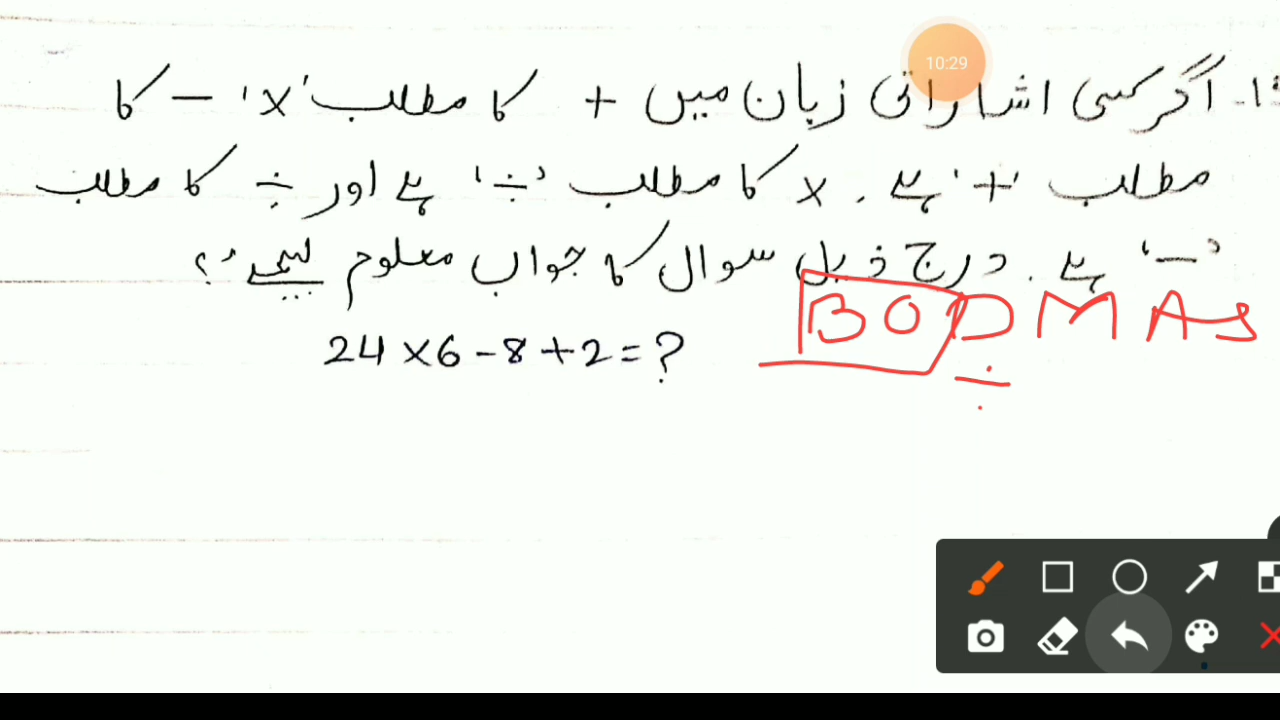 10:29
1. اگر کسی اشاراتی زبان میں + کا مطلب 'x' − کا
مطلب '+' ہے . x کا مطلب '÷' ہے اور ÷ کا مطلب
'−' ہے . درج ذیل سوال کا جواب معلوم کیجیے ؟
BODMAS
÷
24 x 6 − 8 + 2 = ?